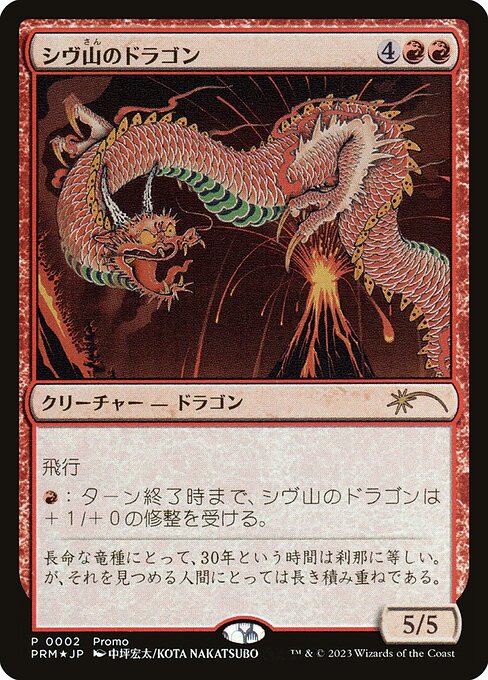 シヴ山のドラゴン
さん
4
クリーチャー — ドラゴン
飛行
：ターン終了時まで、シヴ山のドラゴンは
＋１/＋０の修整を受ける。
長命な竜種にとって、30年という時間は刹那に等しい。
が、それを見つめる人間にとっては長き積み重ねである。
5/5
P 0002 Promo
PRM★JP 中坪宏太/KOTA NAKATSUBO
™ & © 2023 Wizards of the Coast